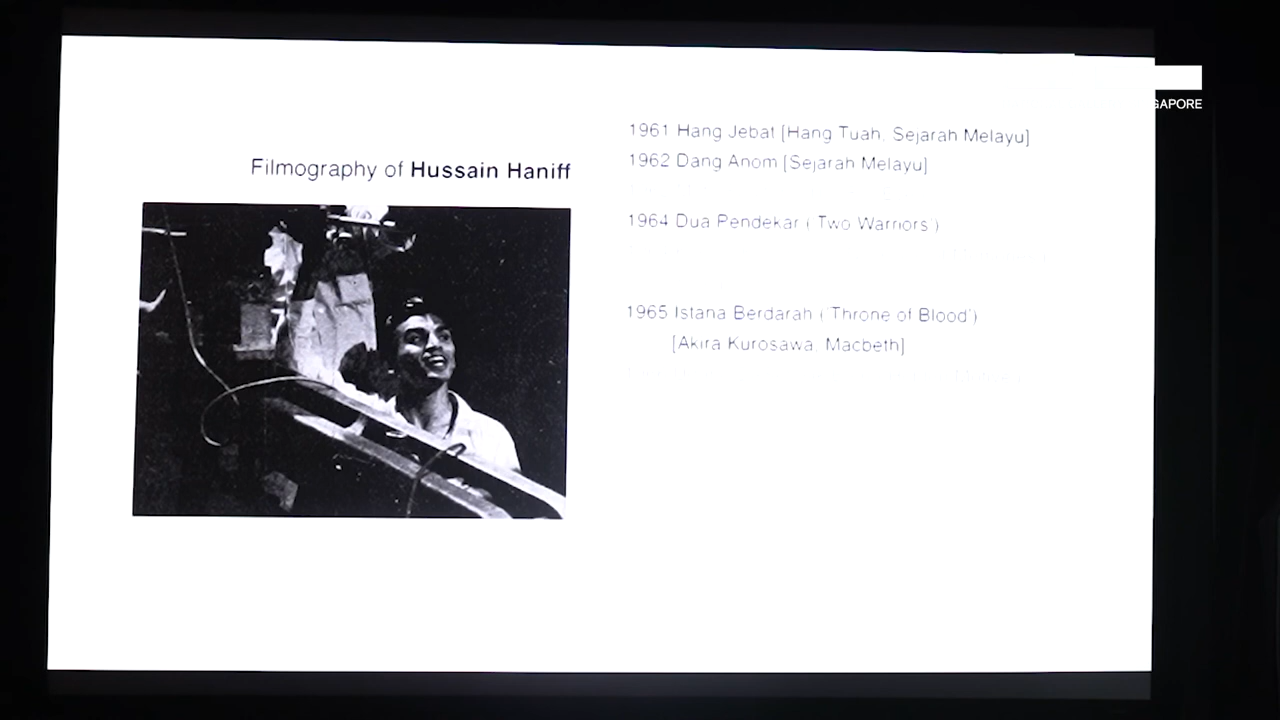 GAPORE
Filmography of Hussain Haniff
1961 Hang Jebat [Hang Tuah, Sejarah Melayu]
1962 Dang Anom [Sejarah Melayu]
1964 Dua Pendekar ('Two Warriors')
1965 Istana Berdarah ('Throne of Blood')
[Akira Kurosawa, Macbeth]